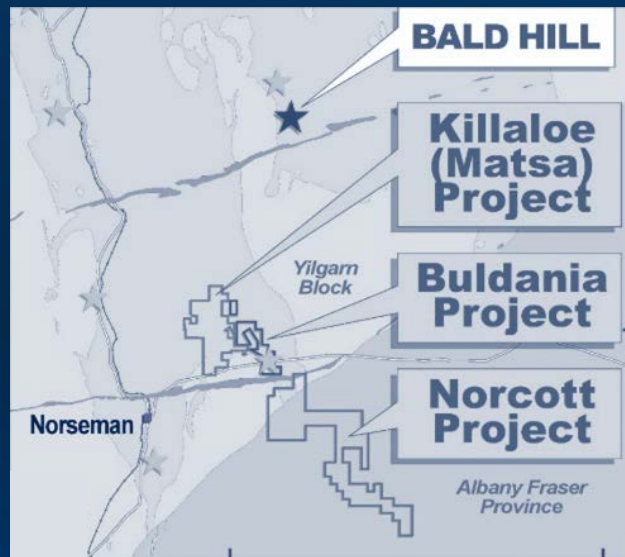 BALD HILL
Killaloe
(Matsa)
Project
Yilgarn
Block
Buldania
Project
Norseman
Norcott
Project
Albany Fraser
Province